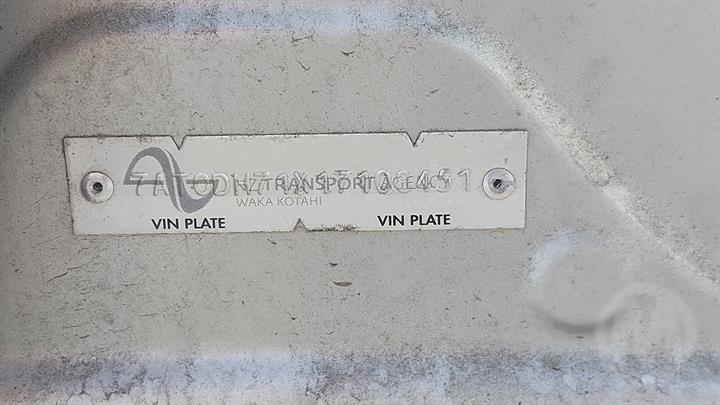 NZ TRANSPORT AGENCY
WAKA KOTAHI
VIN PLATE VIN PLATE